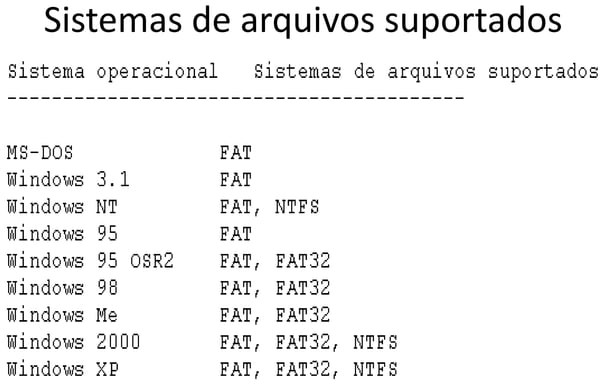 Sistemas de arquivos suportados
Sistema operacional Sistemas de arquivos suportados
-----------------------------------------
MS-DOS FAT
Windows 3.1 FAT
Windows NT FAT, NTFS
Windows 95 FAT
Windows 95 OSR2 FAT, FAT32
Windows 98 FAT, FAT32
Windows Me FAT, FAT32
Windows 2000 FAT, FAT32, NTFS
Windows XP FAT, FAT32, NTFS